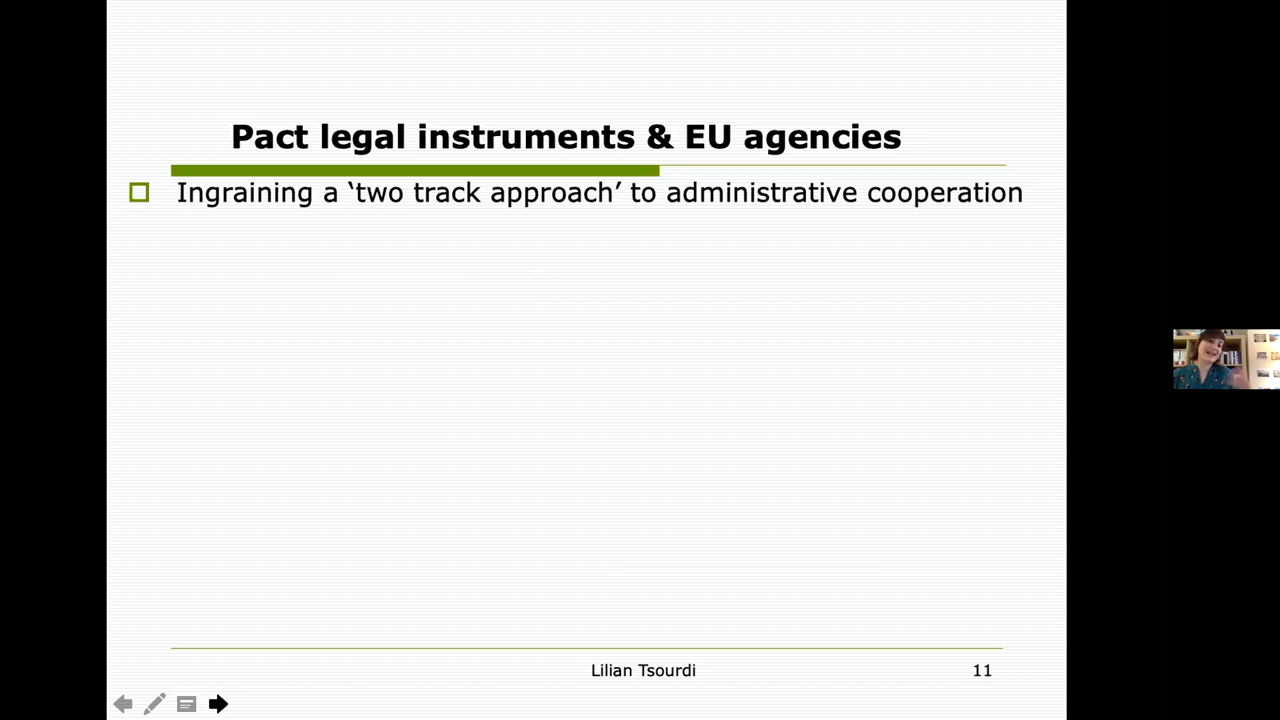 Pact legal instruments & EU agencies
Ingraining a ‘two track approach’ to administrative cooperation
Lilian Tsourdi
11